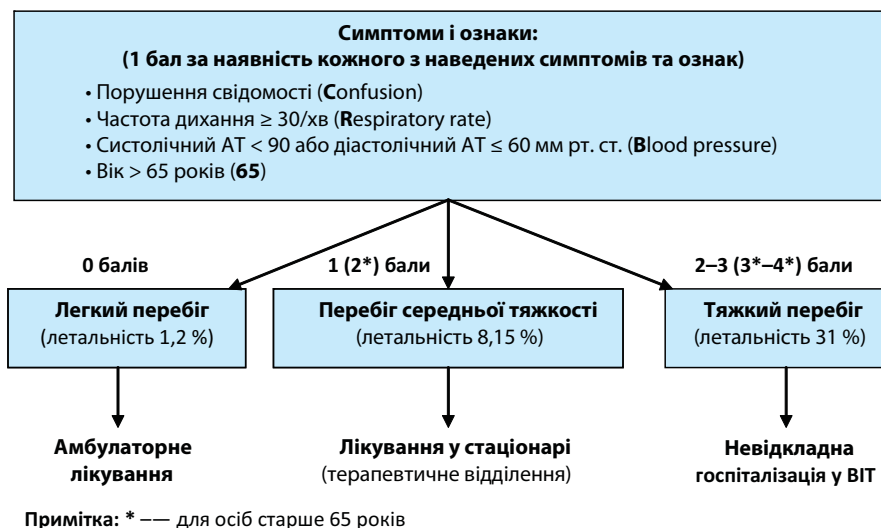 Симптоми і ознаки:
(1 бал за наявність кожного з наведених симптомів та ознак)
• Порушення свідомості (Confusion)
• Частота дихання ≥ 30/хв (Respiratory rate)
• Систолічний АТ < 90 або діастолічний АТ ≤ 60 мм рт. ст. (Blood pressure)
• Вік > 65 років (65)
0 балів
1 (2*) бали
2–3 (3*–4*) бали
Легкий перебіг
(летальність 1,2 %)
Перебіг середньої тяжкості
(летальність 8,15 %)
Тяжкий перебіг
(летальність 31 %)
Амбулаторне
лікування
Лікування у стаціонарі
(терапевтичне відділення)
Невідкладна
госпіталізація у ВІТ
Примітка: * –— для осіб старше 65 років